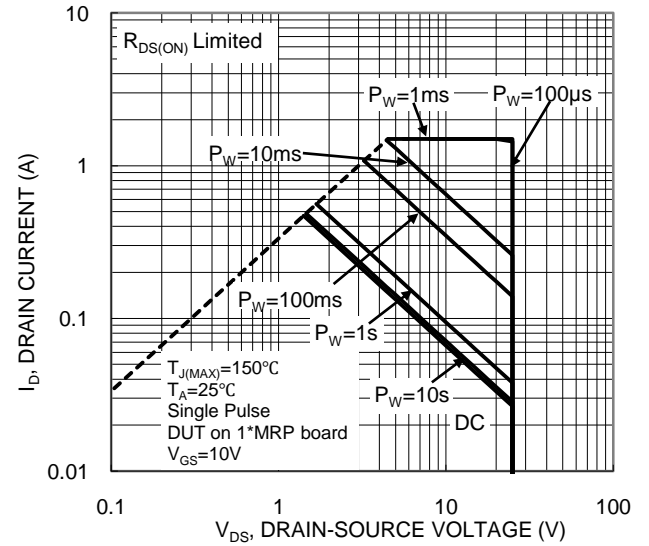 10
R_DS(ON) Limited
P_W=1ms
P_W=100µs
1
P_W=10ms
P_W=100ms
0.1
P_W=1s
T_J(MAX)=150℃
T_A=25℃
Single Pulse
DUT on 1*MRP board
V_GS=10V
P_W=10s
DC
0.01
0.1
1
10
100
V_DS, DRAIN-SOURCE VOLTAGE (V)
I_D, DRAIN CURRENT (A)